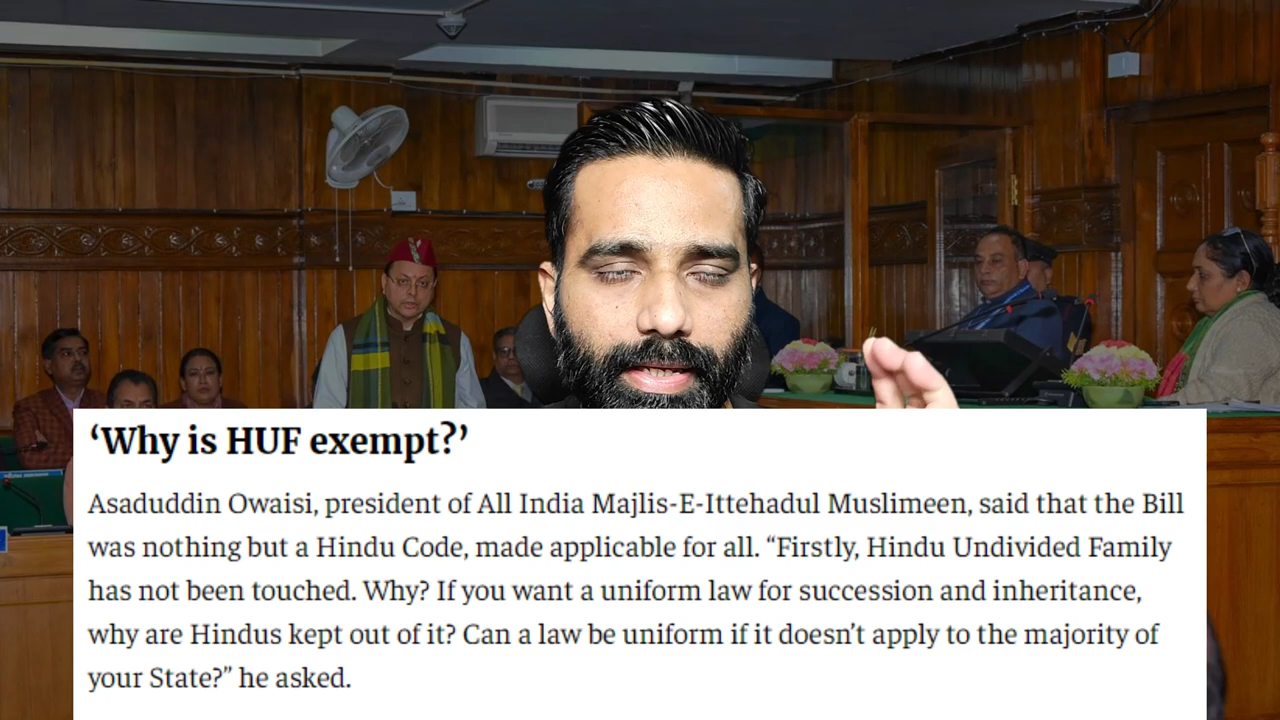 ‘Why is HUF exempt?’
Asaduddin Owaisi, president of All India Majlis-E-Ittehadul Muslimeen, said that the Bill
was nothing but a Hindu Code, made applicable for all. “Firstly, Hindu Undivided Family
has not been touched. Why? If you want a uniform law for succession and inheritance,
why are Hindus kept out of it? Can a law be uniform if it doesn’t apply to the majority of
your State?” he asked.